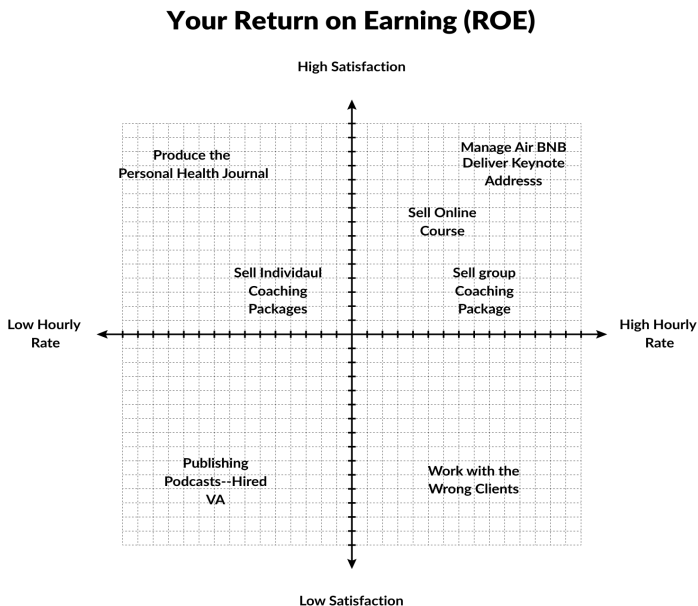 Your Return on Earning (ROE)
High Satisfaction
Produce the
Personal Health Journal
Manage Air BNB
Deliver Keynote
Addresss
Sell Online
Course
Sell Individaul
Coaching
Packages
Sell group
Coaching
Package
Low Hourly
Rate
High Hourly
Rate
Publishing
Podcasts--Hired
VA
Work with the
Wrong Clients
Low Satisfaction